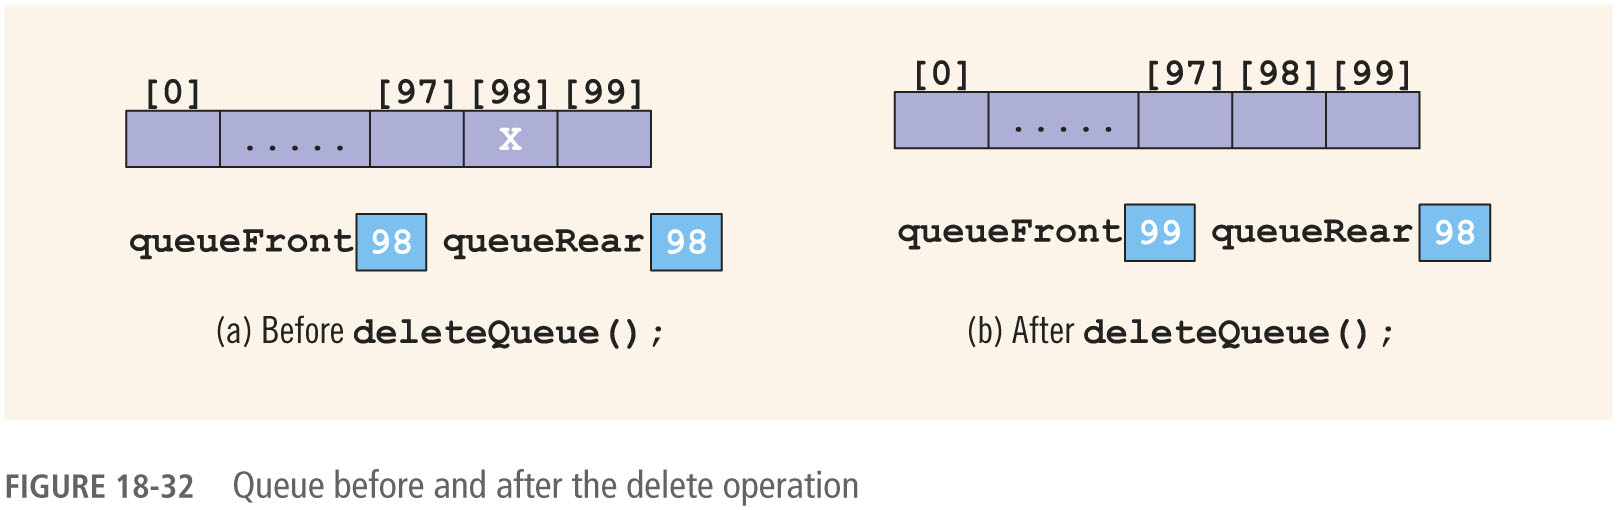 [0] [97] [98] [99]
. . . . . X
queueFront 98 queueRear 98
(a) Before deleteQueue();
[0] [97] [98] [99]
. . . . .
queueFront 99 queueRear 98
(b) After deleteQueue();
FIGURE 18-32 Queue before and after the delete operation